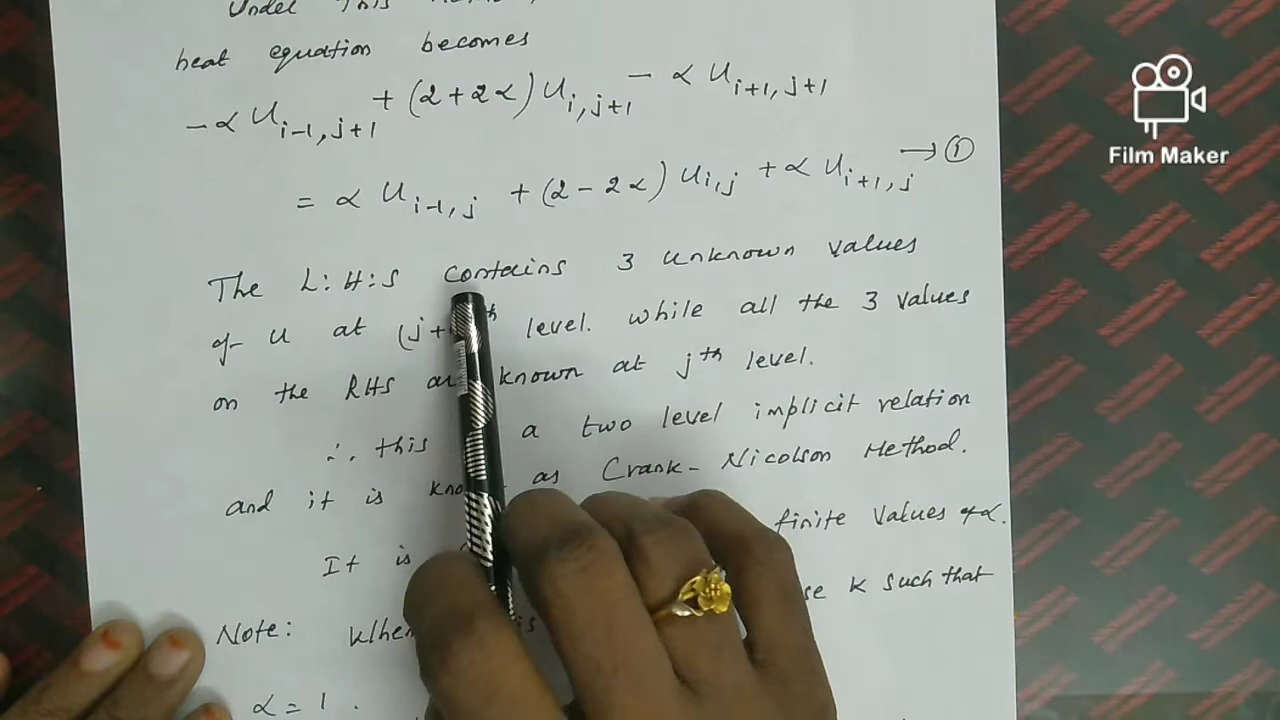 Under This
heat equation becomes
-α U_{i-1,j+1} + (2+2α) U_{i,j+1} - α U_{i+1,j+1}
= α U_{i-1,j} + (2-2α) U_{i,j} + α U_{i+1,j} → ①
The L:H:S contains 3 unknown values
of u at (j+ th level. while all the 3 values
on the RHS known at jth level.
∴ this a two level implicit relation
and it is as Crank-Nicolson Method.
It is finite values of α.
Note: k such that
α = 1.
Film Maker